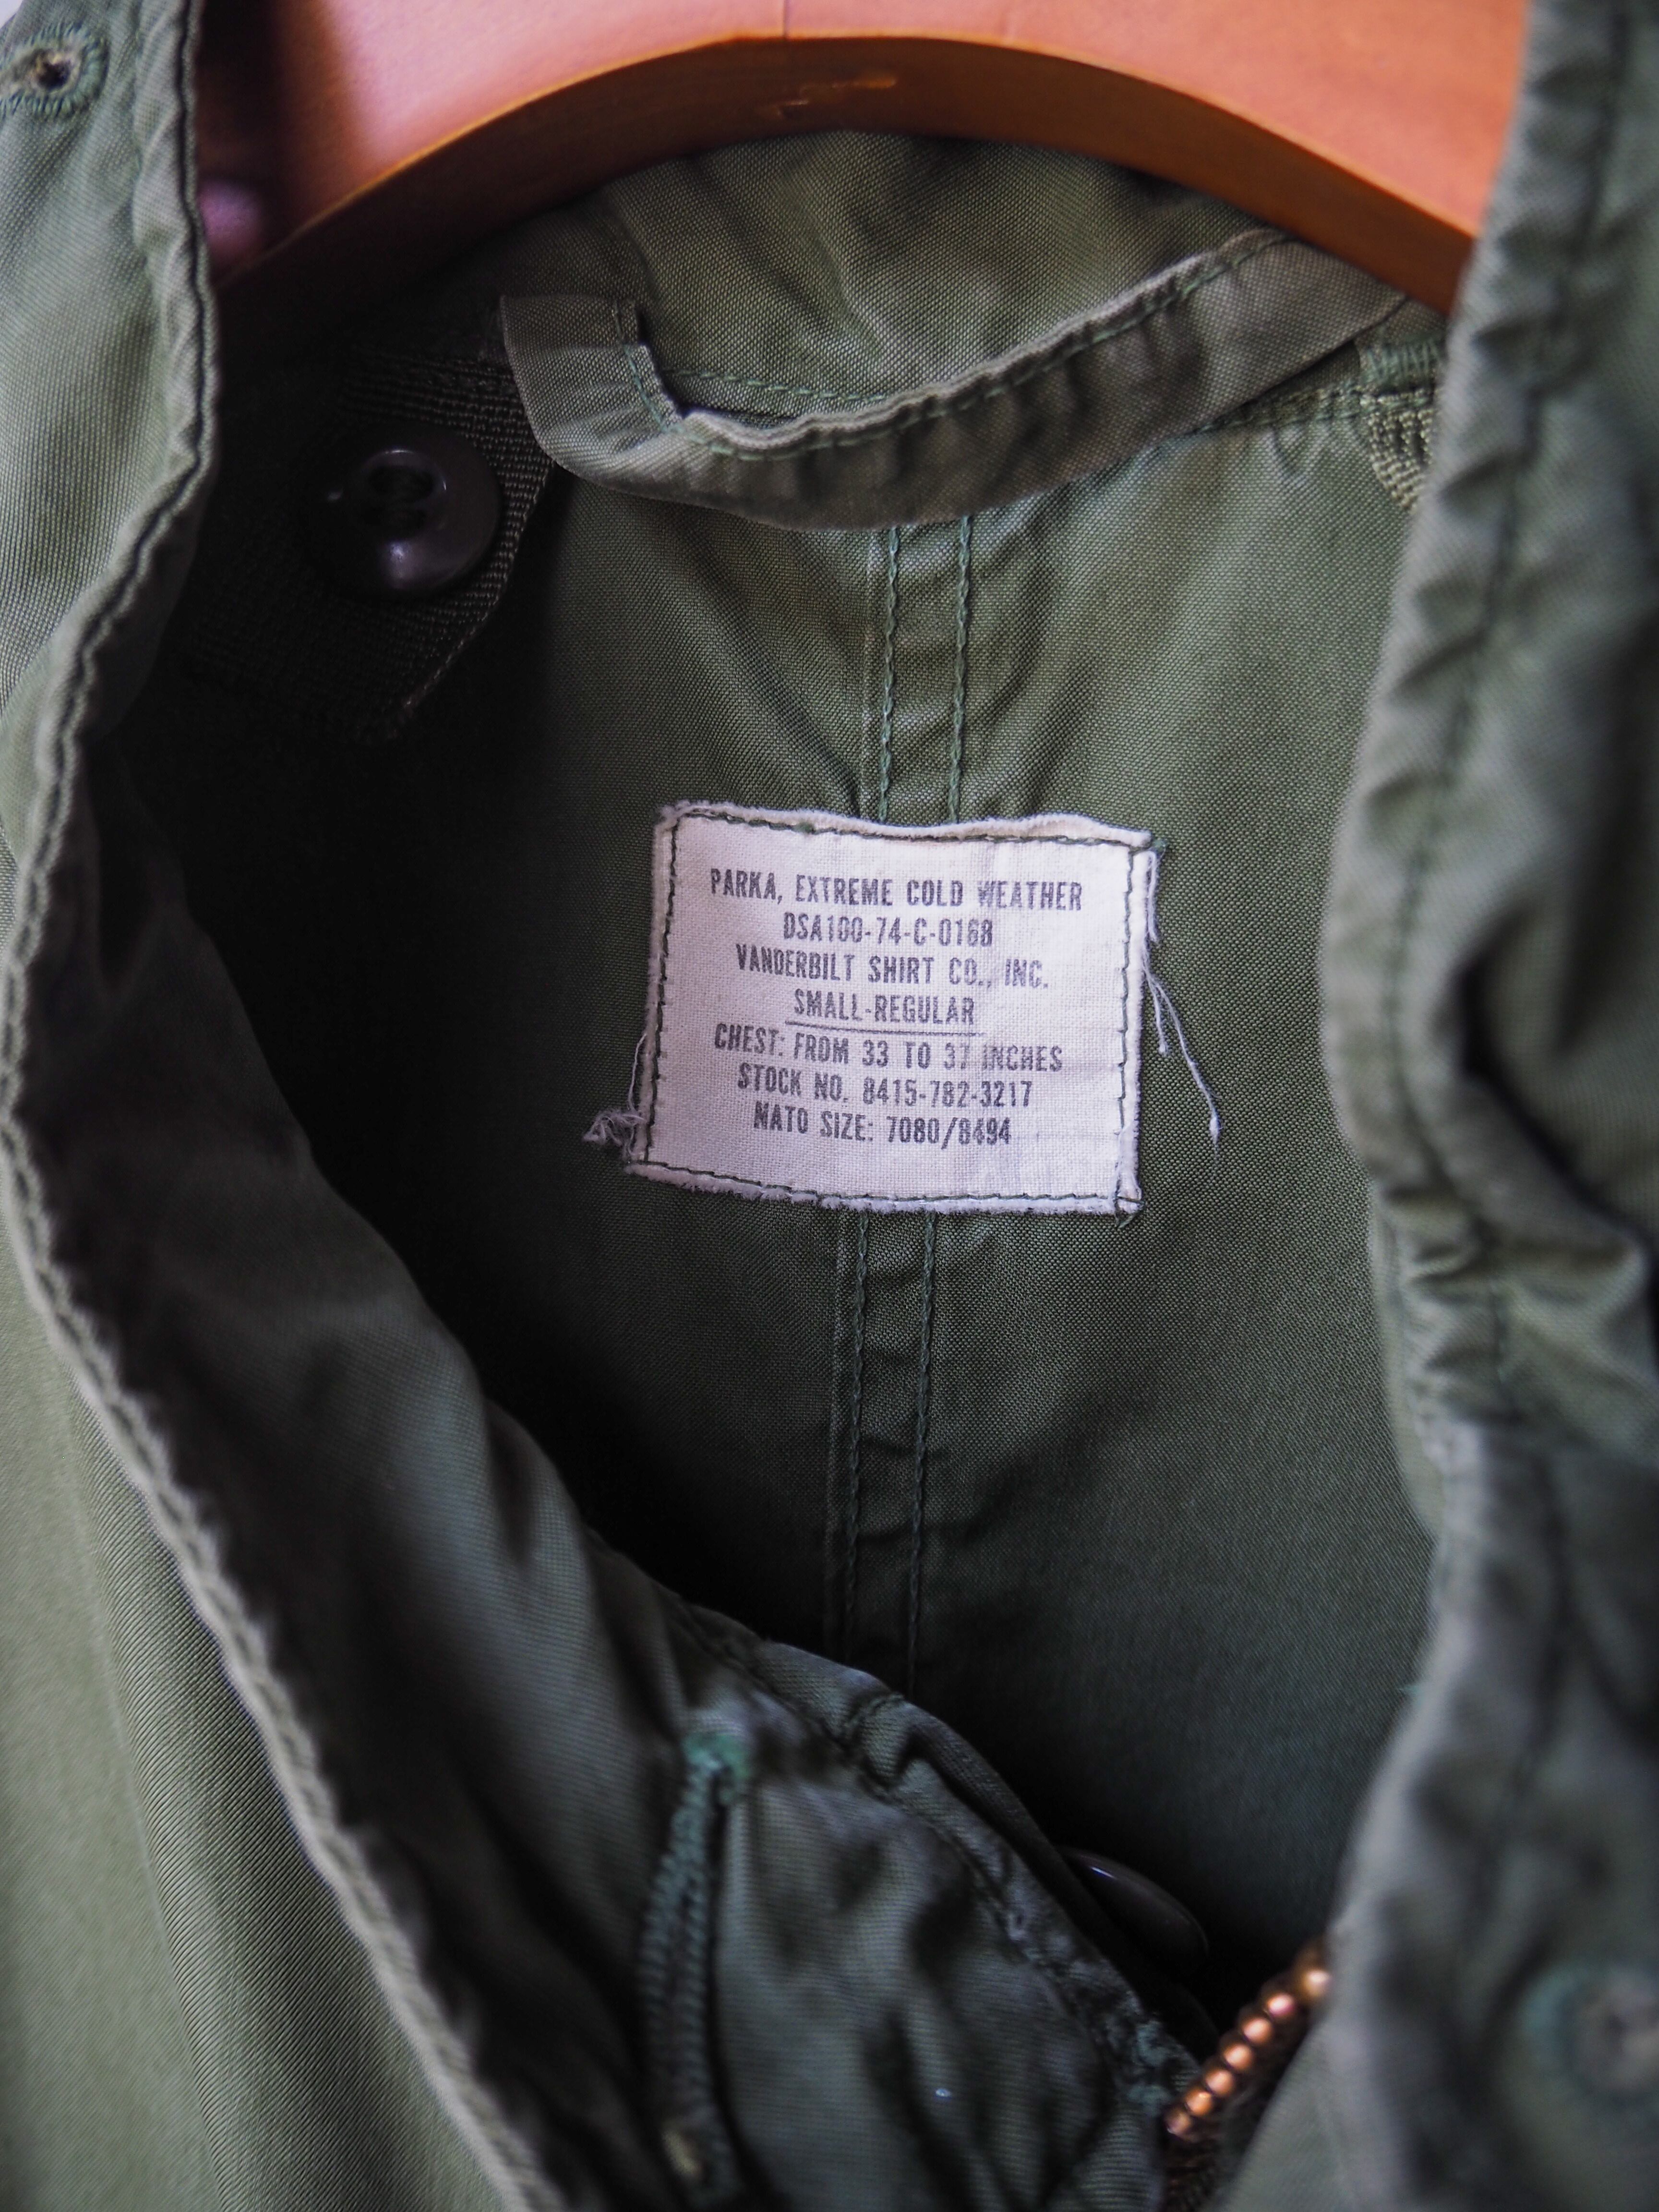 PARKA, EXTREME COLD WEATHER
DSA100-74-C-0168
VANDERBILT SHIRT CO., INC.
SMALL-REGULAR
CHEST: FROM 33 TO 37 INCHES
STOCK NO. 8415-782-3217
NATO SIZE: 7080/8494